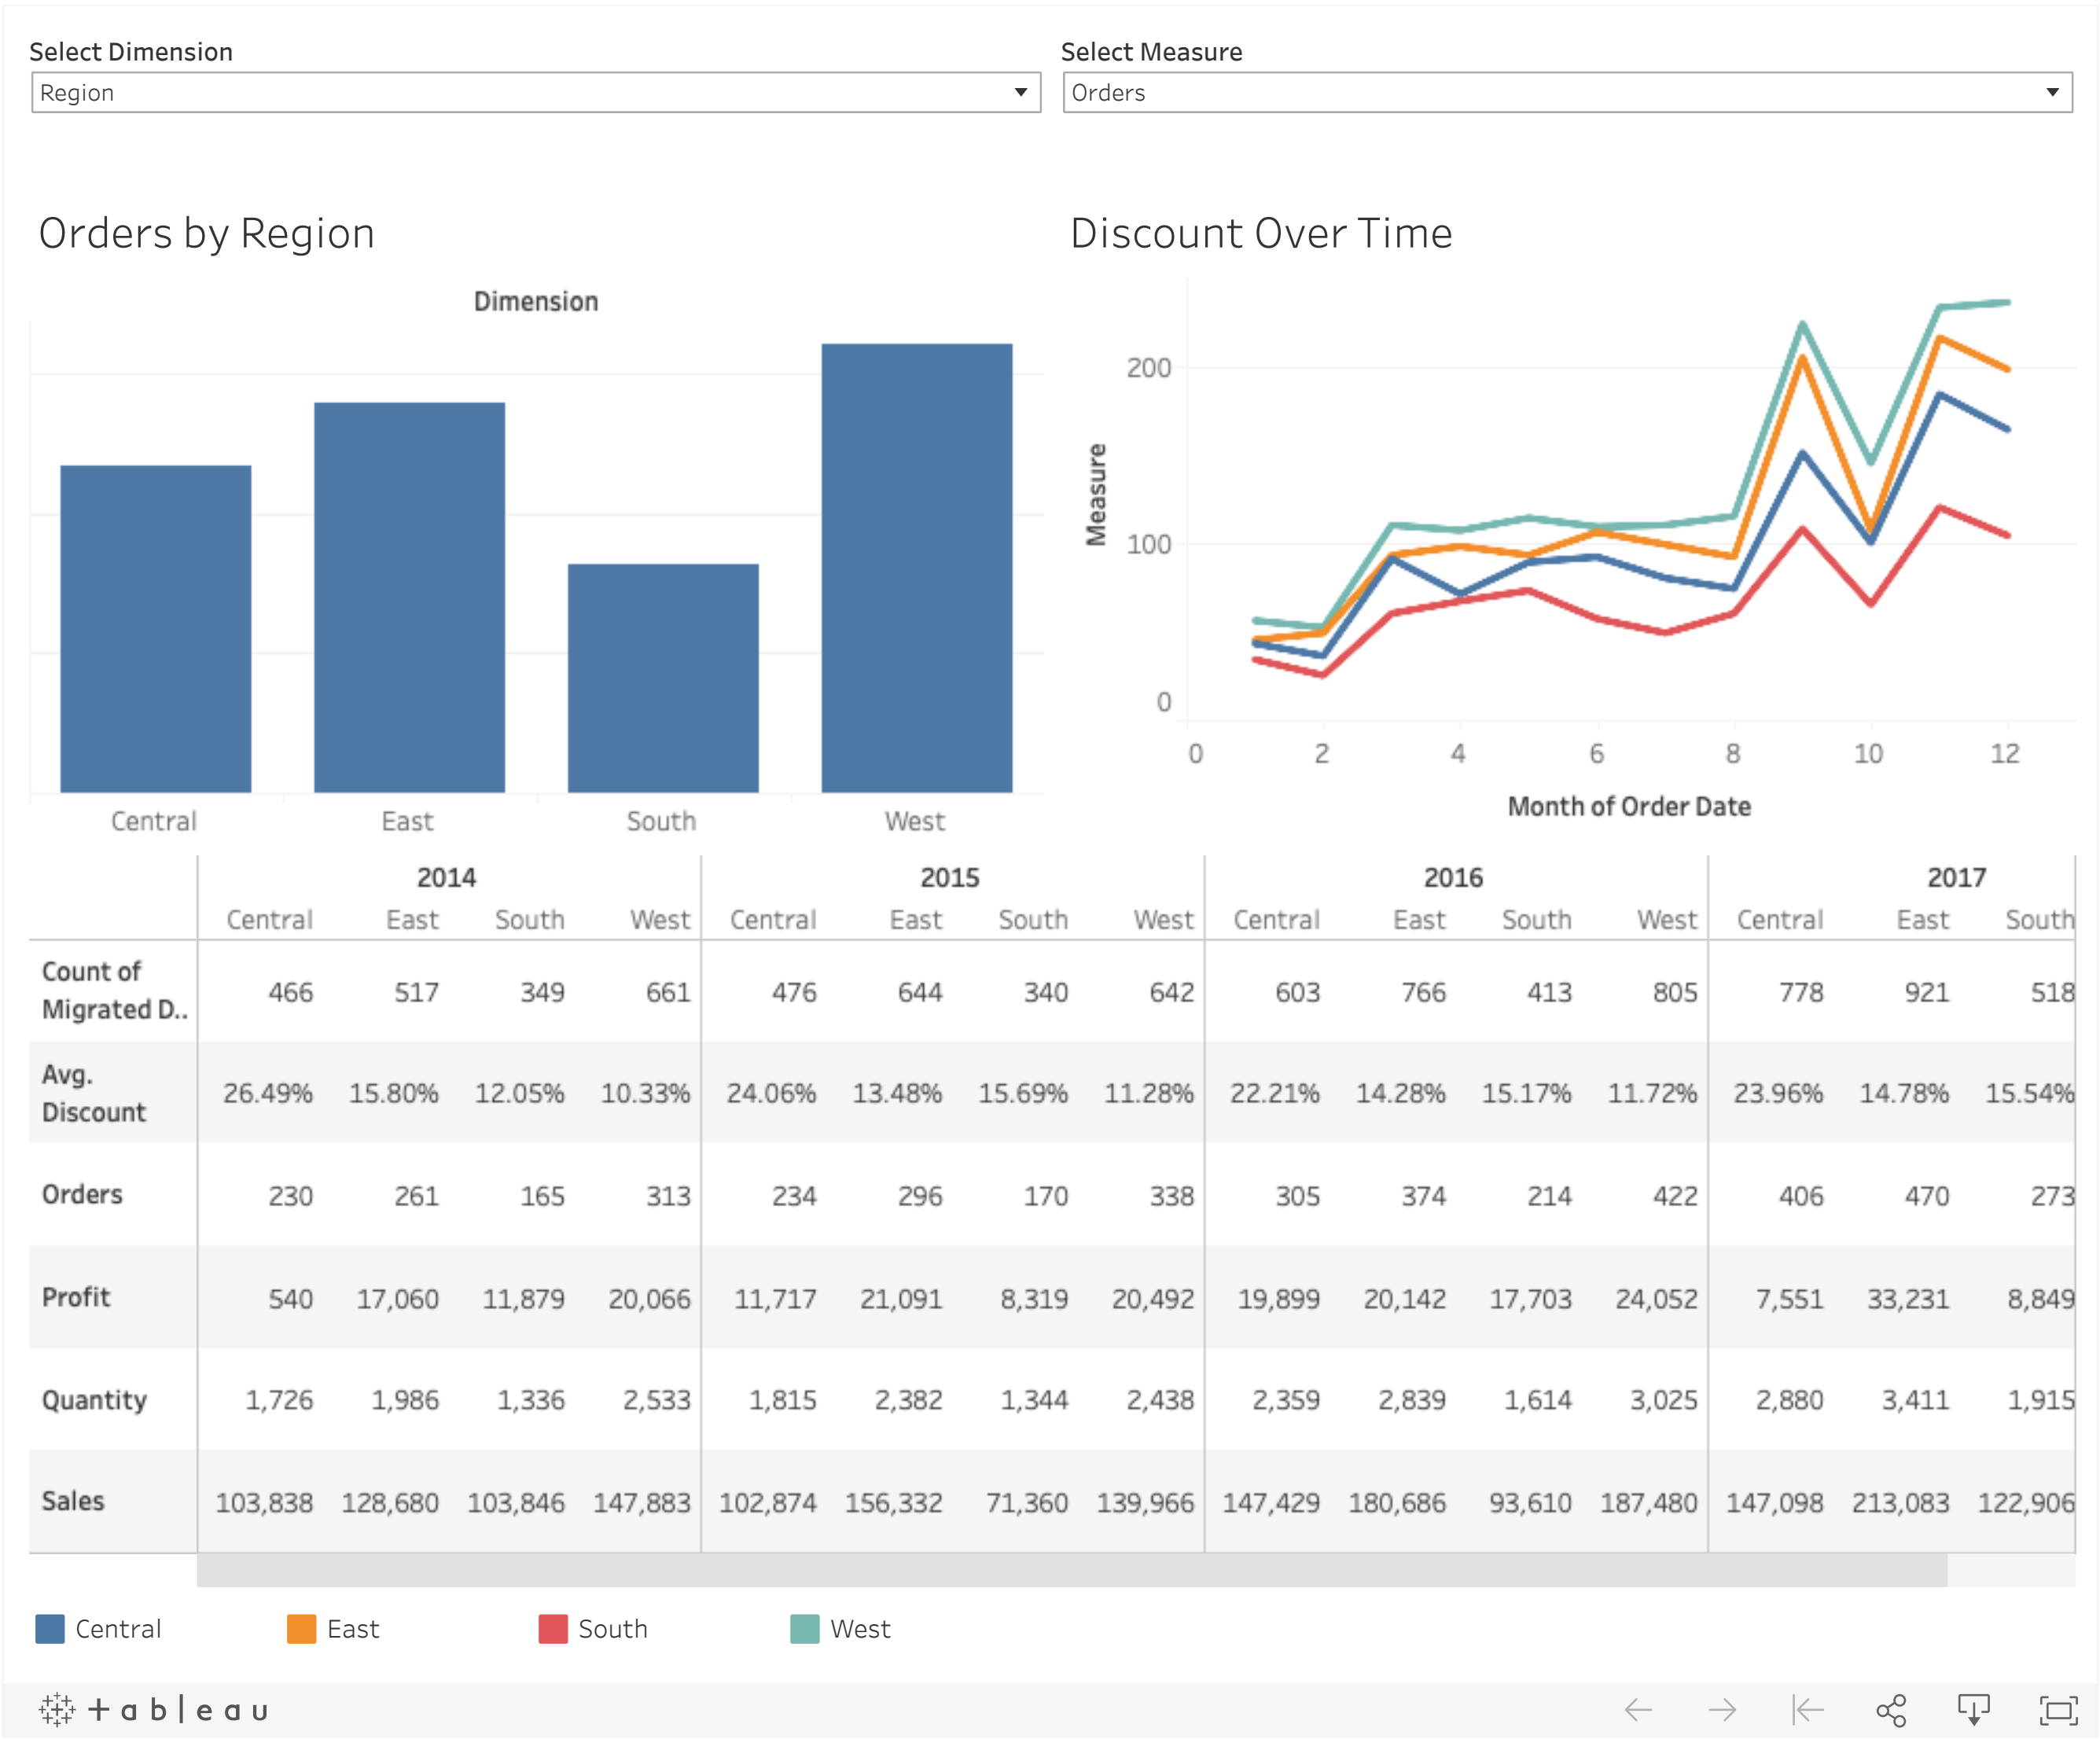 Select Dimension
Select Measure
Region
Orders
Orders by Region
Discount Over Time
Dimension
Central East South West
Measure
200
100
0
0 2 4 6 8 10 12
Month of Order Date
2014 2015 2016 2017
Central East South West Central East South West Central East South West Central East South
Count of
Migrated D.. 466 517 349 661 476 644 340 642 603 766 413 805 778 921 518
Avg.
Discount 26.49% 15.80% 12.05% 10.33% 24.06% 13.48% 15.69% 11.28% 22.21% 14.28% 15.17% 11.72% 23.96% 14.78% 15.54%
Orders 230 261 165 313 234 296 170 338 305 374 214 422 406 470 273
Profit 540 17,060 11,879 20,066 11,717 21,091 8,319 20,492 19,899 20,142 17,703 24,052 7,551 33,231 8,849
Quantity 1,726 1,986 1,336 2,533 1,815 2,382 1,344 2,438 2,359 2,839 1,614 3,025 2,880 3,411 1,915
Sales 103,838 128,680 103,846 147,883 102,874 156,332 71,360 139,966 147,429 180,686 93,610 187,480 147,098 213,083 122,906
Central East South West
+ableau